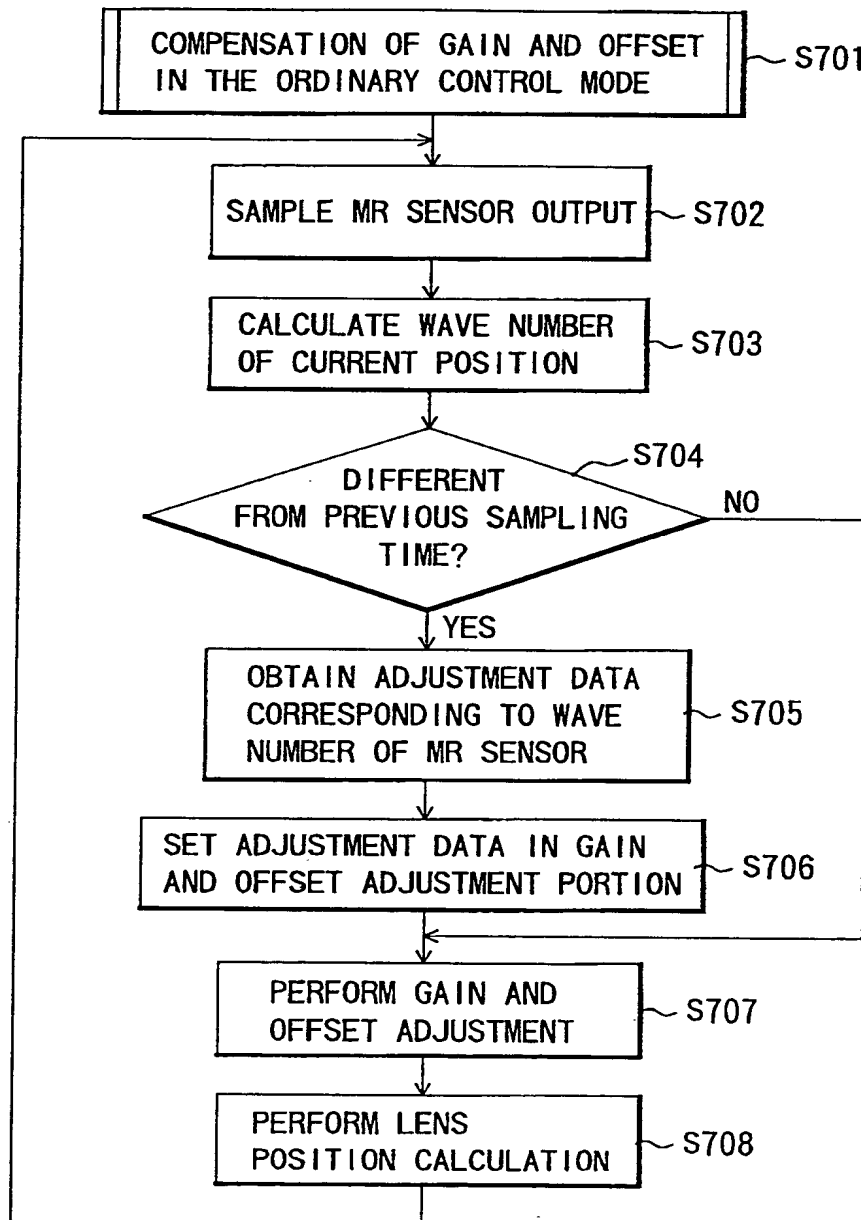 COMPENSATION OF GAIN AND OFFSET
IN THE ORDINARY CONTROL MODE
S701
SAMPLE MR SENSOR OUTPUT
S702
CALCULATE WAVE NUMBER
OF CURRENT POSITION
S703
S704
DIFFERENT
FROM PREVIOUS SAMPLING
TIME?
NO
YES
OBTAIN ADJUSTMENT DATA
CORRESPONDING TO WAVE
NUMBER OF MR SENSOR
S705
SET ADJUSTMENT DATA IN GAIN
AND OFFSET ADJUSTMENT PORTION
S706
PERFORM GAIN AND
OFFSET ADJUSTMENT
S707
PERFORM LENS
POSITION CALCULATION
S708